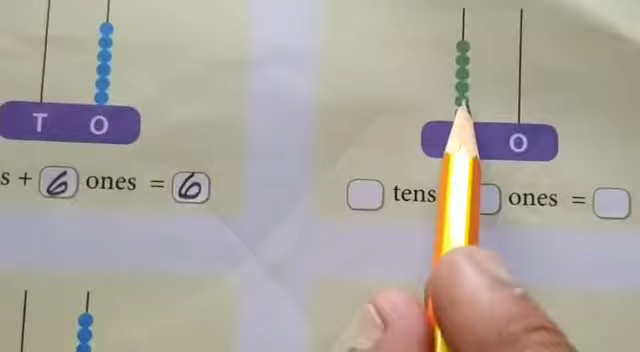 T O
s + 6 ones = 6
O
tens ones =